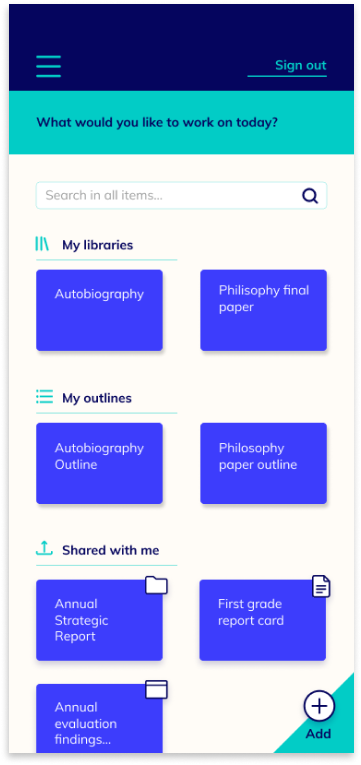 Sign out
What would you like to work on today?
Search in all items...
My libraries
Autobiography
Philisophy final
paper
My outlines
Autobiography
Outline
Philosophy
paper outline
Shared with me
Annual
Strategic
Report
First grade
report card
Annual
evaluation
findings...
Add